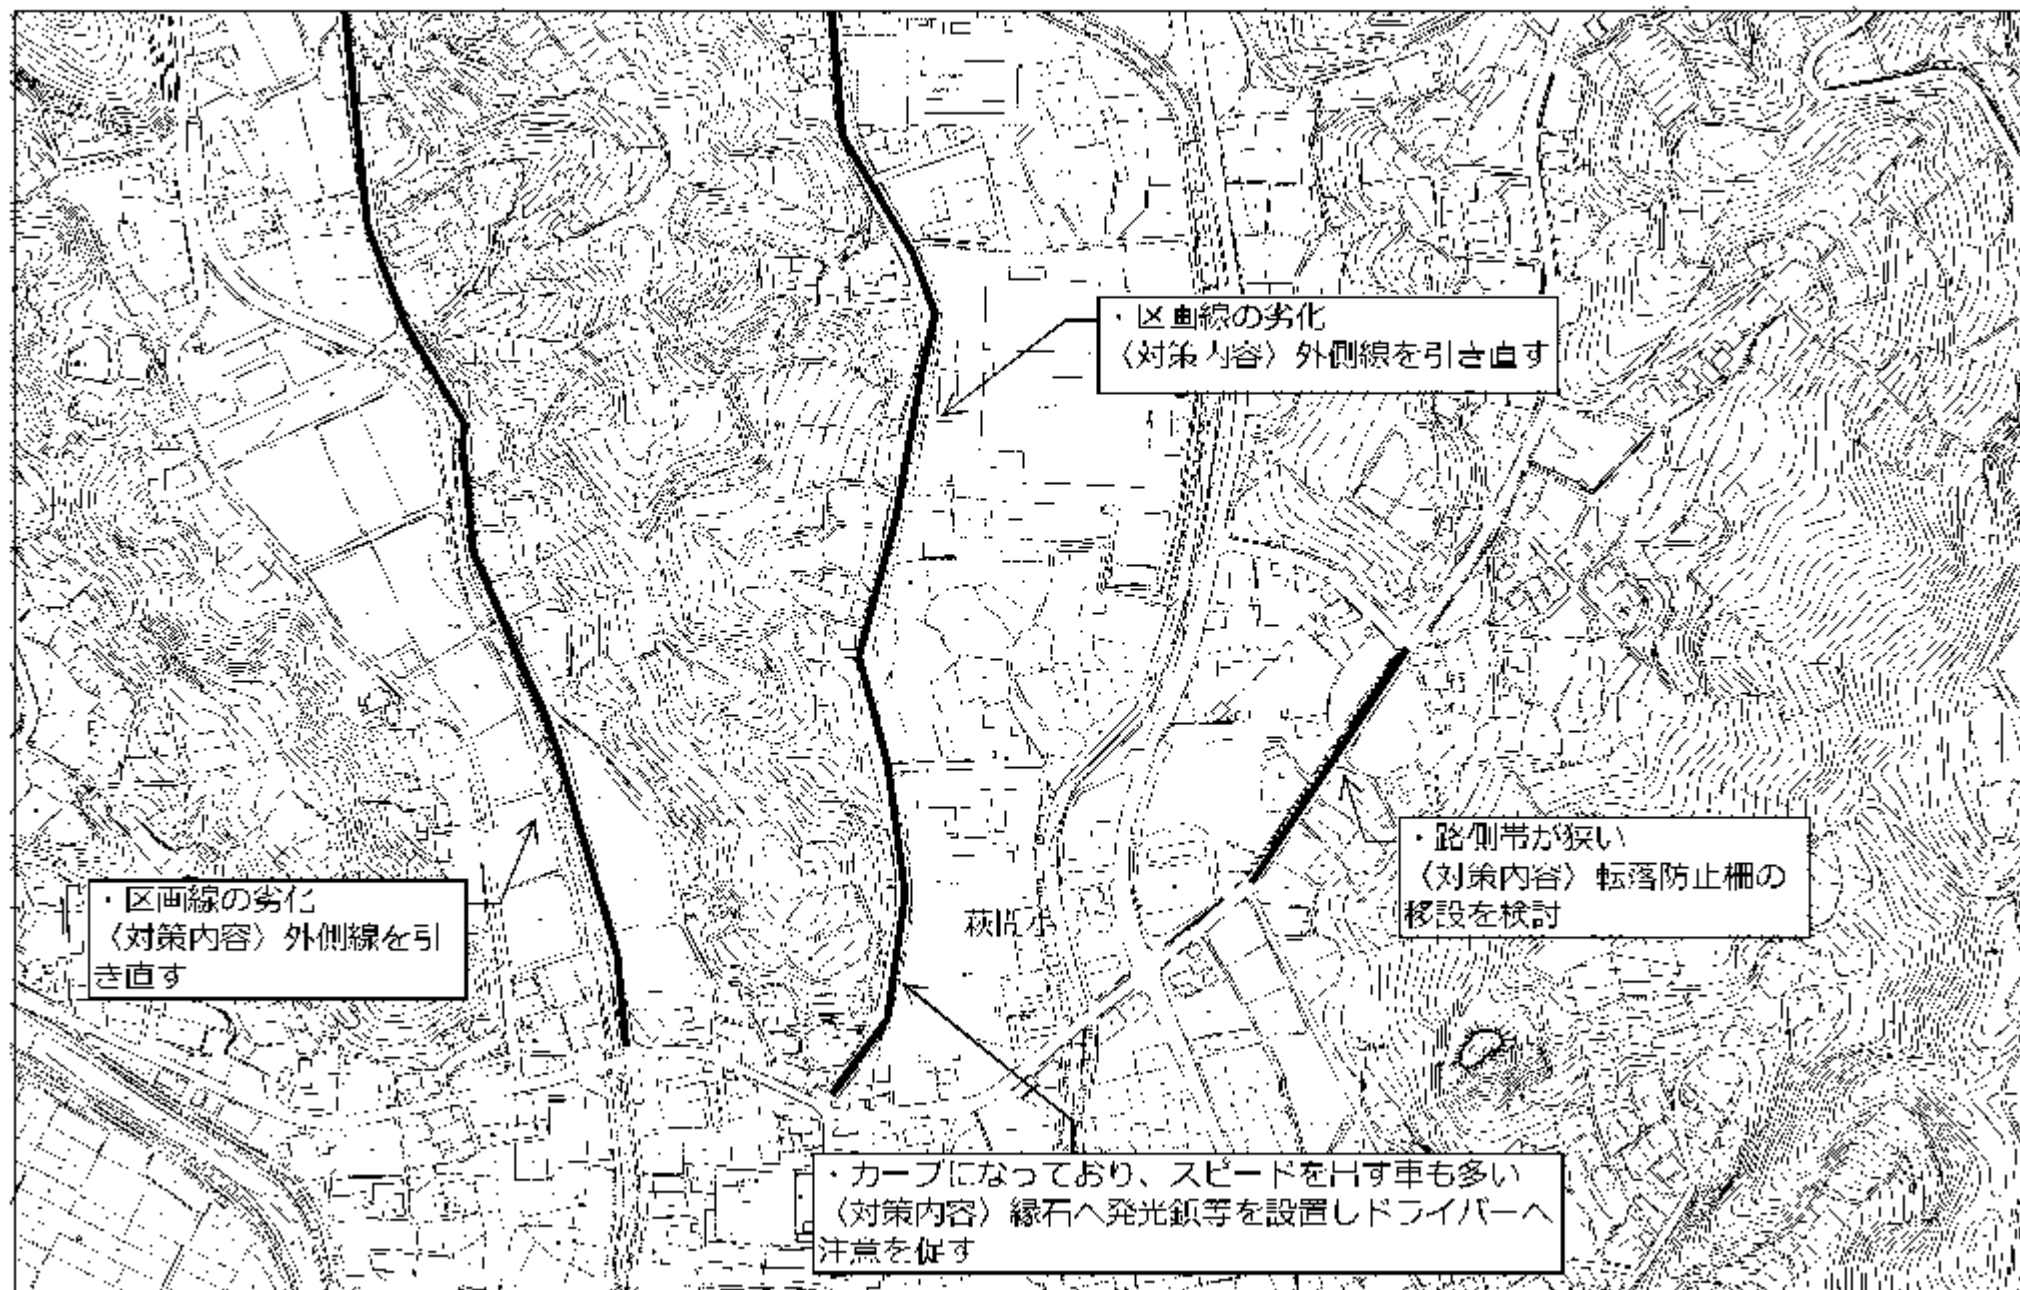 ・区画線の劣化
（対策内容）外側線を引き直す
・路側帯が狭い
（対策内容）転落防止柵の
移設を検討
・区画線の劣化
（対策内容）外側線を引
き直す
・カーブになっており、スピードを出す車も多い
（対策内容）縁石へ発光鋲等を設置しドライバーへ
注意を促す